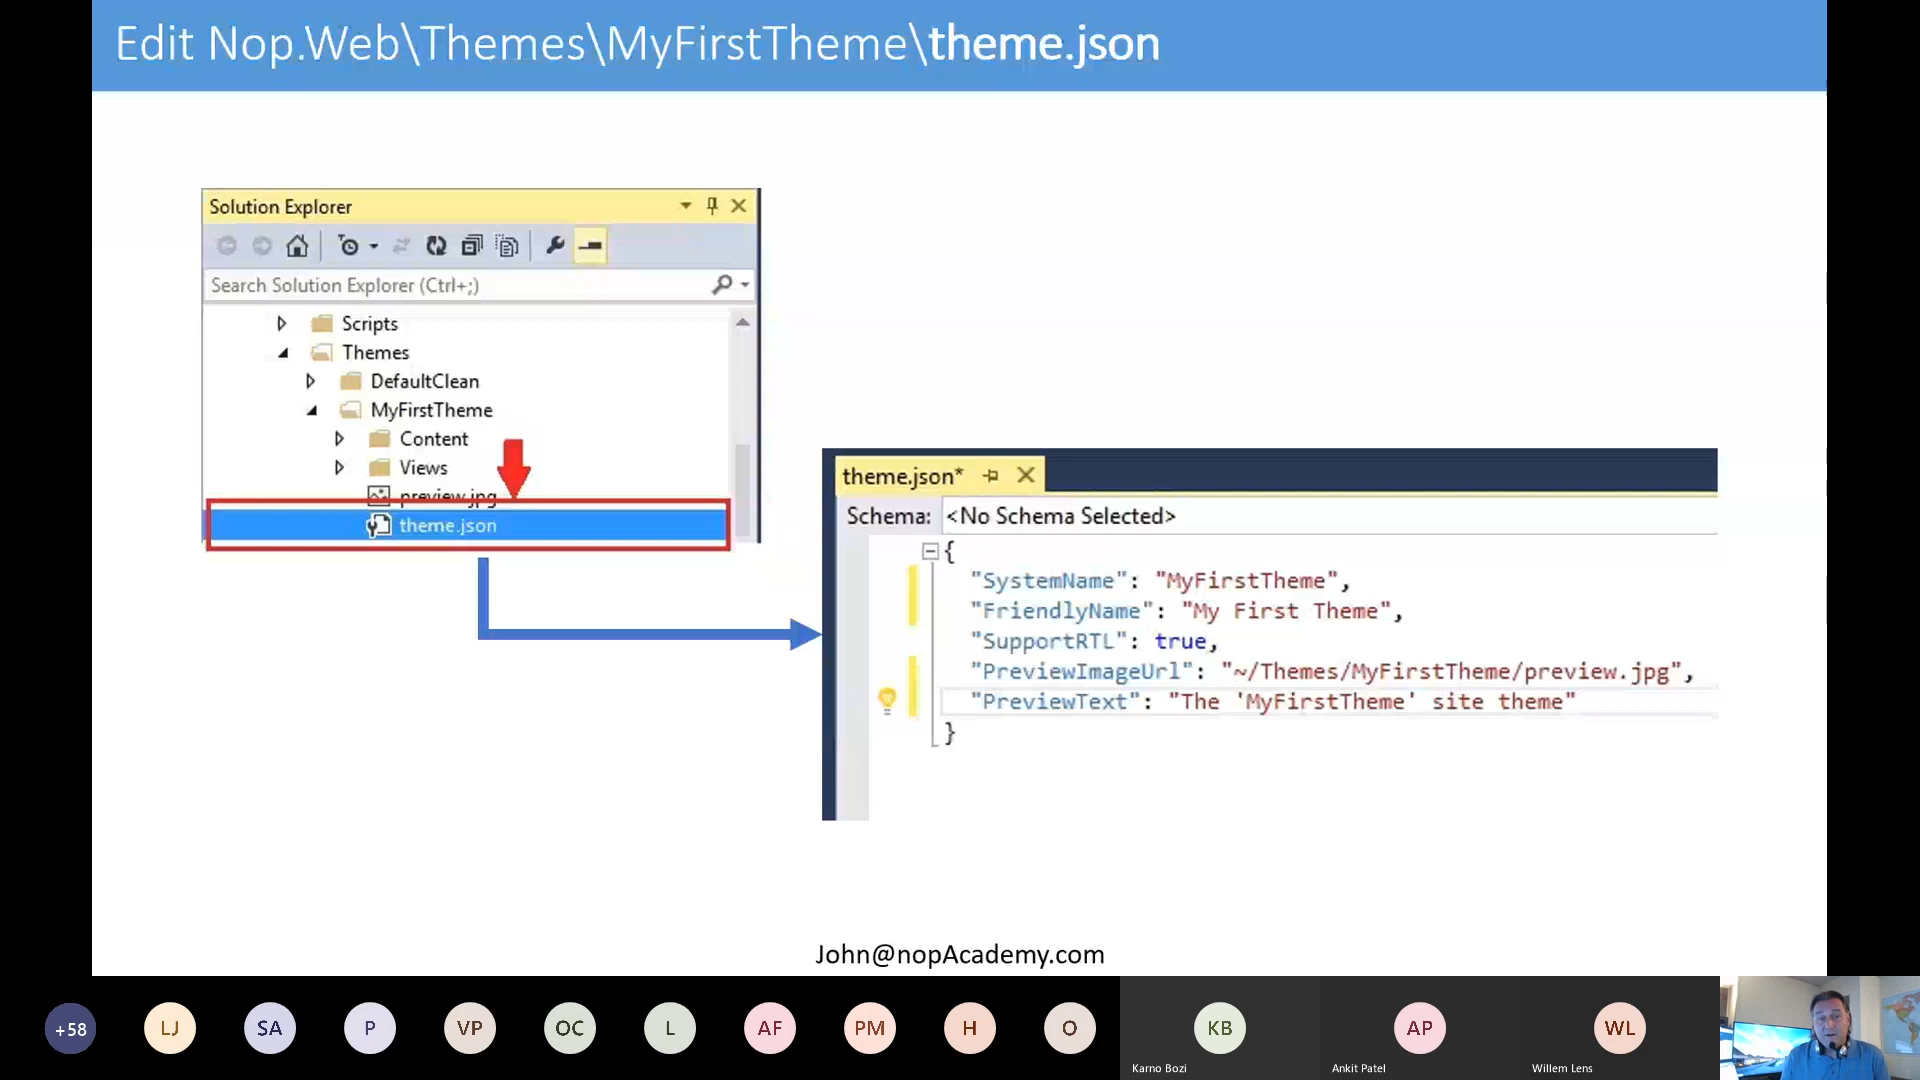 Edit Nop.Web\Themes\MyFirstTheme\theme.json
Solution Explorer
Search Solution Explorer (Ctrl+;)
Scripts
Themes
DefaultClean
MyFirstTheme
Content
Views
preview.jpg
theme.json
theme.json*
Schema: <No Schema Selected>
{
"SystemName": "MyFirstTheme",
"FriendlyName": "My First Theme",
"SupportRTL": true,
"PreviewImageUrl": "~/Themes/MyFirstTheme/preview.jpg",
"PreviewText": "The 'MyFirstTheme' site theme"
}
John@nopAcademy.com
+58 LJ SA P VP OC L AF PM H O KB AP WL
Karno Bozi Ankit Patel Willem Lens